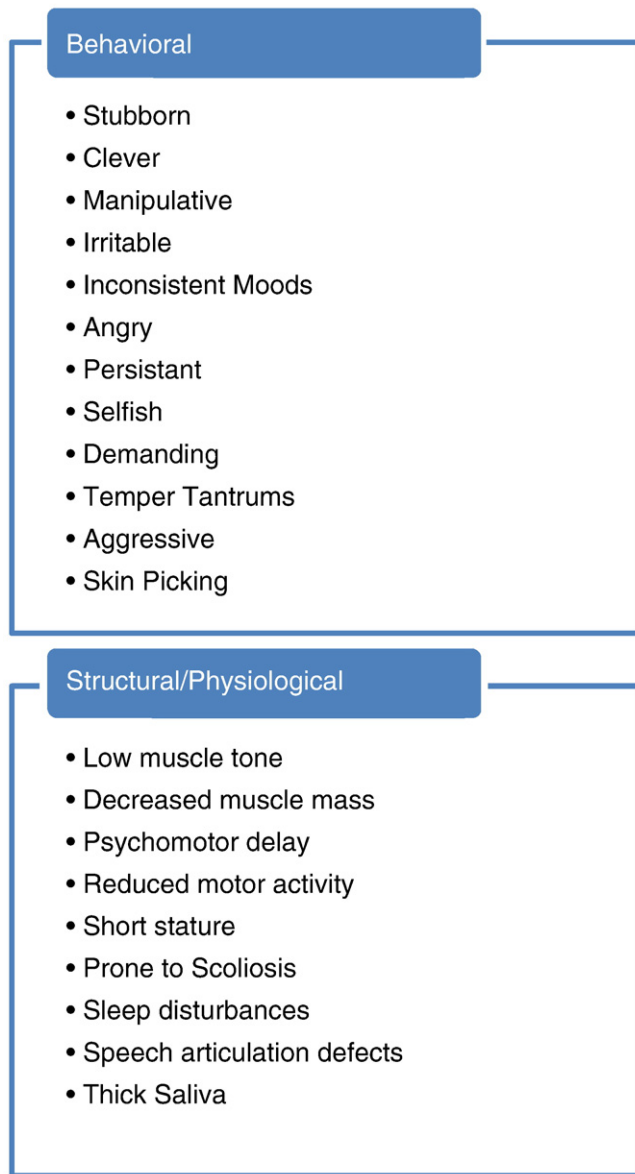 Behavioral
• Stubborn
• Clever
• Manipulative
• Irritable
• Inconsistent Moods
• Angry
• Persistant
• Selfish
• Demanding
• Temper Tantrums
• Aggressive
• Skin Picking
Structural/Physiological
• Low muscle tone
• Decreased muscle mass
• Psychomotor delay
• Reduced motor activity
• Short stature
• Prone to Scoliosis
• Sleep disturbances
• Speech articulation defects
• Thick Saliva